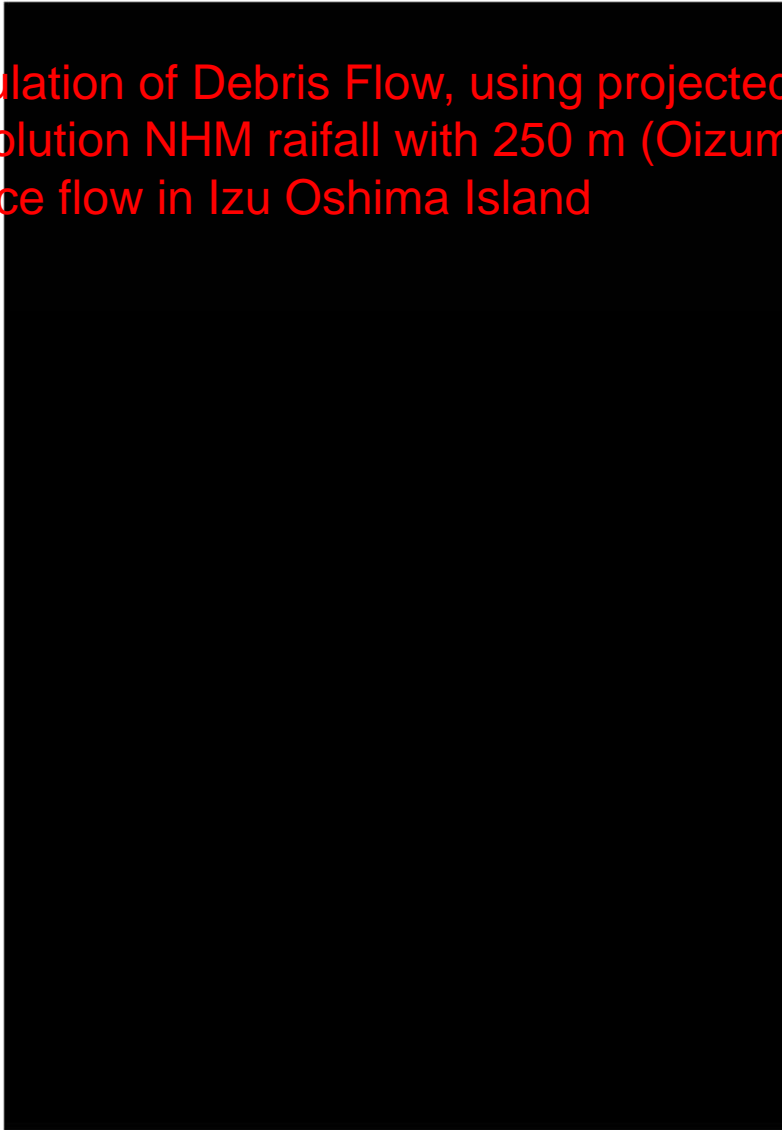 ulation of Debris Flow, using projected
olution NHM raifall with 250 m (Oizum
ce flow in Izu Oshima Island